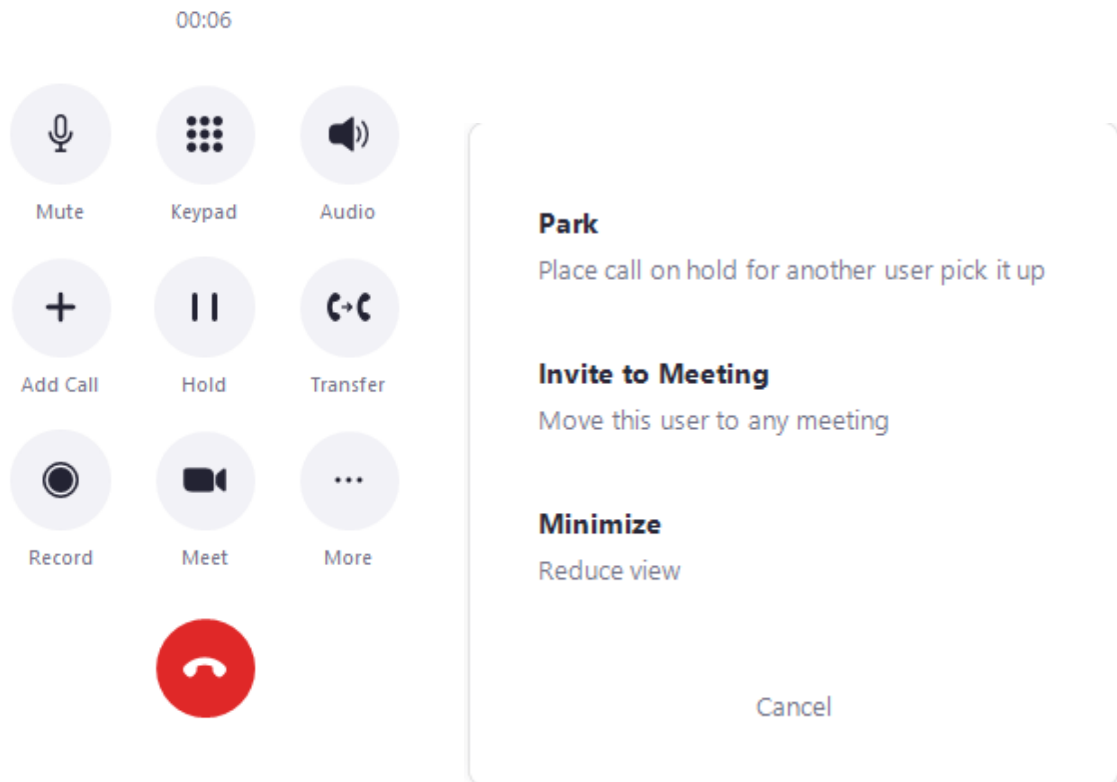 00:06
Mute Keypad Audio
Add Call Hold Transfer
Record Meet More
Park
Place call on hold for another user pick it up
Invite to Meeting
Move this user to any meeting
Minimize
Reduce view
Cancel